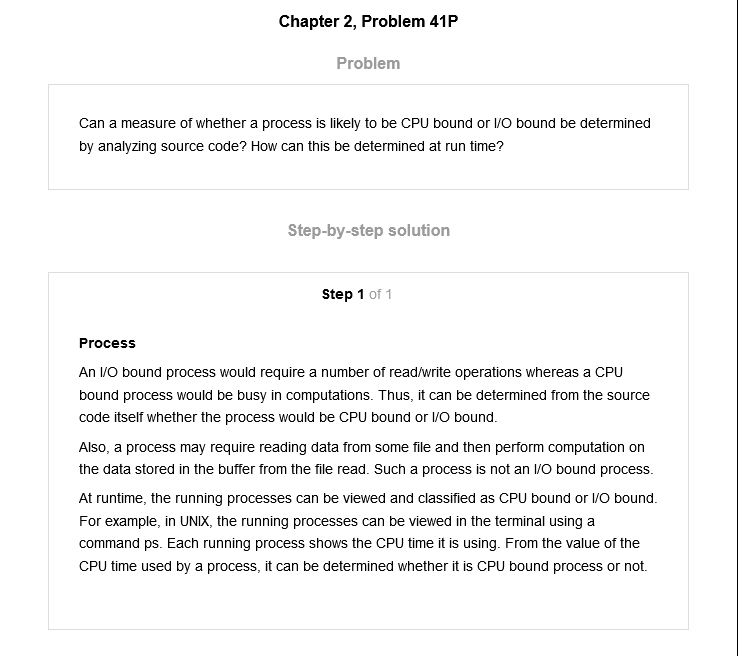 Chapter 2, Problem 41P
Problem
Can a measure of whether a process is likely to be CPU bound or I/O bound be determined
by analyzing source code? How can this be determined at run time?
Step-by-step solution
Step 1 of 1
Process
An I/O bound process would require a number of read/write operations whereas a CPU
bound process would be busy in computations. Thus, it can be determined from the source
code itself whether the process would be CPU bound or I/O bound.
Also, a process may require reading data from some file and then perform computation on
the data stored in the buffer from the file read. Such a process is not an I/O bound process.
At runtime, the running processes can be viewed and classified as CPU bound or I/O bound.
For example, in UNIX, the running processes can be viewed in the terminal using a
command ps. Each running process shows the CPU time it is using. From the value of the
CPU time used by a process, it can be determined whether it is CPU bound process or not.